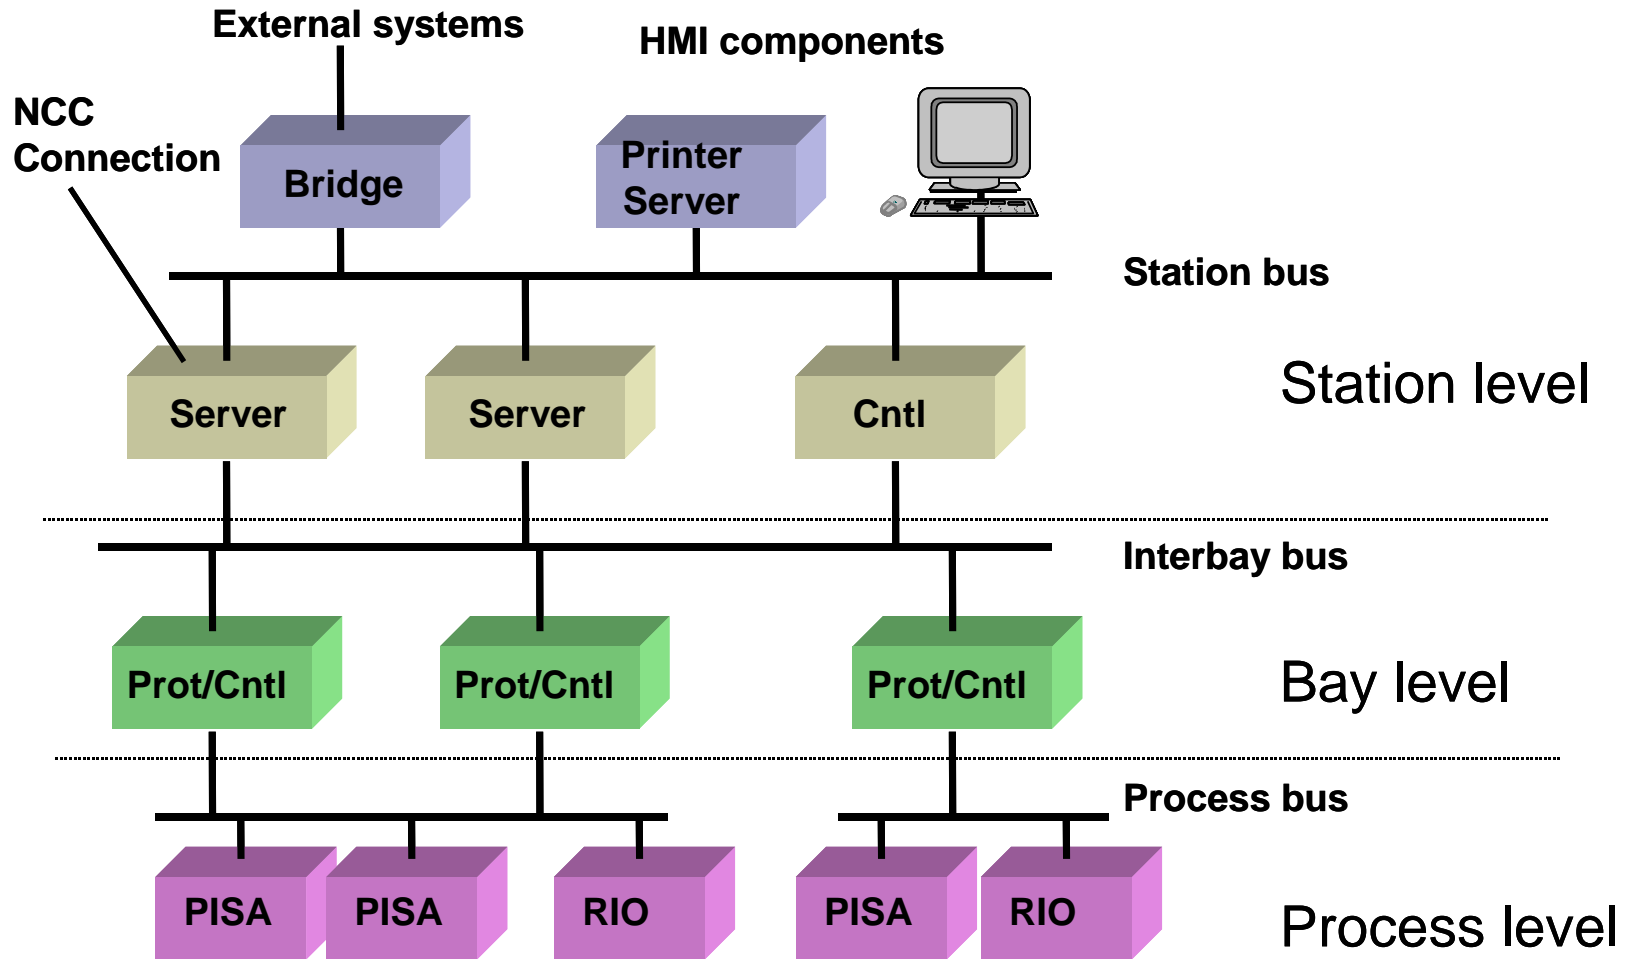 External systems
HMI components
NCC
Connection
Bridge
Printer
Server
Station bus
Server
Server
Cntl
Station level
Interbay bus
Prot/Cntl
Prot/Cntl
Prot/Cntl
Bay level
Process bus
PISA
PISA
RIO
PISA
RIO
Process level